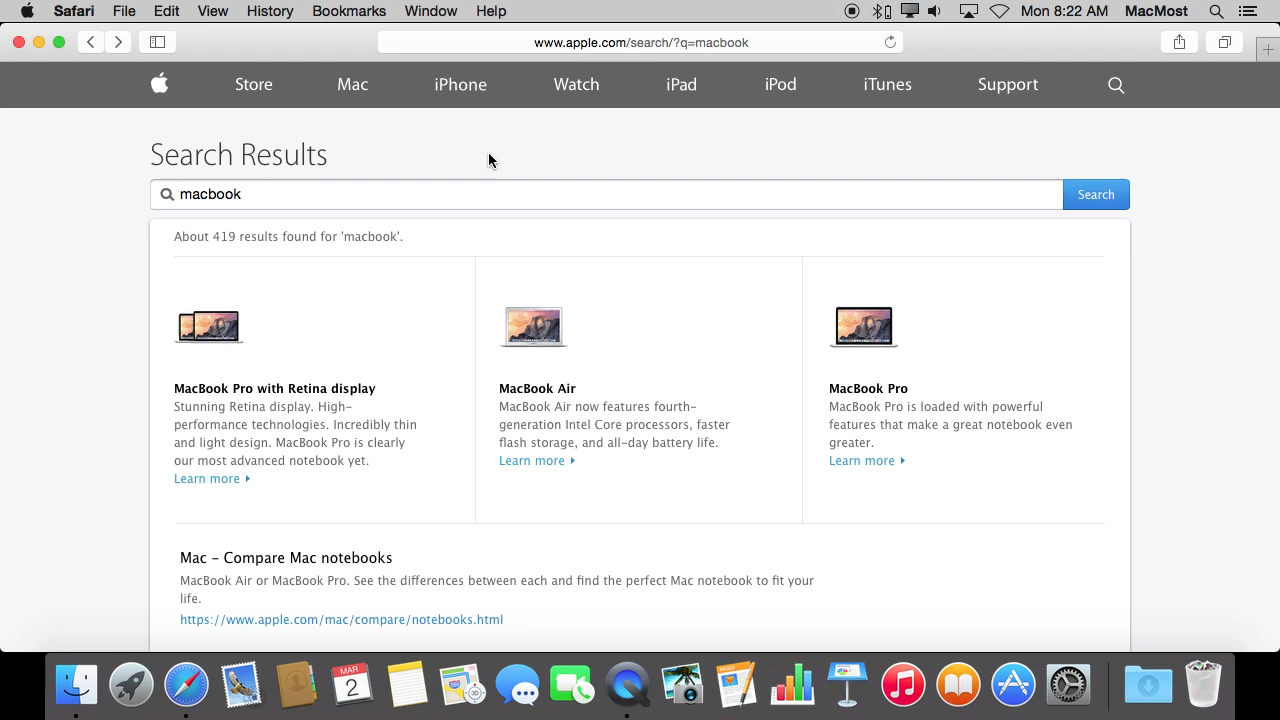 Safari File Edit View History Bookmarks Window Help Mon 8:22 AM MacMost
www.apple.com/search/?q=macbook
Store Mac iPhone Watch iPad iPod iTunes Support
Search Results
macbook Search
About 419 results found for 'macbook'.
MacBook Pro with Retina display
Stunning Retina display. High-
performance technologies. Incredibly thin
and light design. MacBook Pro is clearly
our most advanced notebook yet.
Learn more
MacBook Air
MacBook Air now features fourth-
generation Intel Core processors, faster
flash storage, and all-day battery life.
Learn more
MacBook Pro
MacBook Pro is loaded with powerful
features that make a great notebook even
greater.
Learn more
Mac - Compare Mac notebooks
MacBook Air or MacBook Pro. See the differences between each and find the perfect Mac notebook to fit your
life.
https://www.apple.com/mac/compare/notebooks.html
MAR
2
3D
PAGES